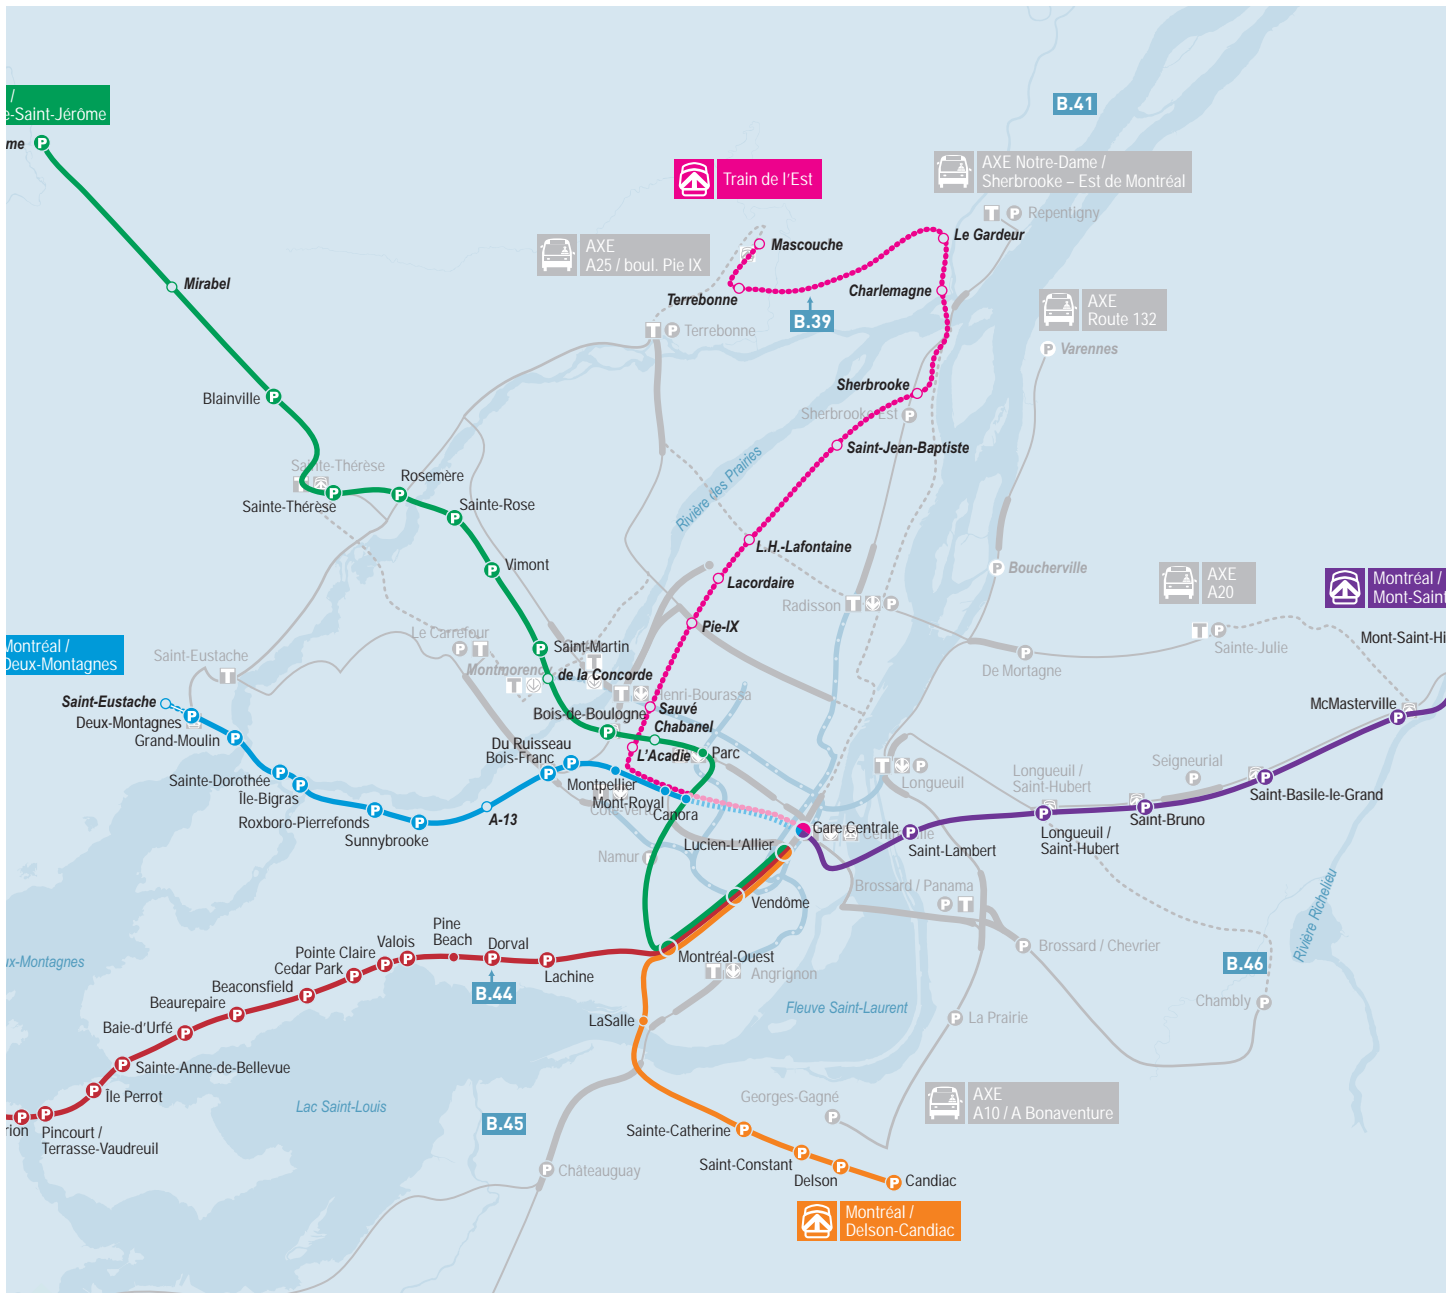 B.41
/
e-Saint-Jérôme
me
AXE Notre-Dame /
Sherbrooke – Est de Montréal
Train de l'Est
Repentigny
Le Gardeur
AXE
A25 / boul. Pie IX
Mascouche
Mirabel
Terrebonne
Charlemagne
AXE
Route 132
B.39
Terrebonne
Varennes
Sherbrooke
Blainville
Sherbrooke Est
Saint-Jean-Baptiste
Sainte-Thérèse
Rosemère
Rivière des Prairies
Sainte-Thérèse
Sainte-Rose
L.H.-Lafontaine
Vimont
Boucherville
AXE
A20
Montréal /
Mont-Saint
Lacordaire
Radisson
Pie-IX
Le Carrefour
Montréal /
Deux-Montagnes
Saint-Eustache
Saint-Martin
Mont-Saint-Hi
Sainte-Julie
Montmorency
de la Concorde
De Mortagne
Henri-Bourassa
Saint-Eustache
Sauvé
McMasterville
Deux-Montagnes
Bois-de-Boulogne
Chabanel
Grand-Moulin
Du Ruisseau
Bois-Franc
L'Acadie
Parc
Seigneurial
Longueuil /
Saint-Hubert
Sainte-Dorothée
Longueuil
Montpellier
Île-Bigras
Mont-Royal
Saint-Basile-le-Grand
Côte-Vertu
Canora
Roxboro-Pierrefonds
A-13
Saint-Bruno
Gare Centrale
Sunnybrooke
Lucien-L'Allier
Longueuil /
Saint-Hubert
Saint-Lambert
Namur
Brossard / Panama
Vendôme
Rivière Richelieu
Pine
Beach
Valois
Dorval
Brossard / Chevrier
Pointe Claire
Montréal-Ouest
ux-Montagnes
Cedar Park
Lachine
Angrignon
B.46
Beaconsfield
B.44
Beaurepaire
Chambly
Fleuve Saint-Laurent
LaSalle
La Prairie
Baie-d'Urfé
Sainte-Anne-de-Bellevue
Île Perrot
Georges-Gagné
Lac Saint-Louis
AXE
A10 / A Bonaventure
B.45
rion
Pincourt /
Terrasse-Vaudreuil
Sainte-Catherine
Saint-Constant
Châteauguay
Delson
Candiac
Montréal /
Delson-Candiac